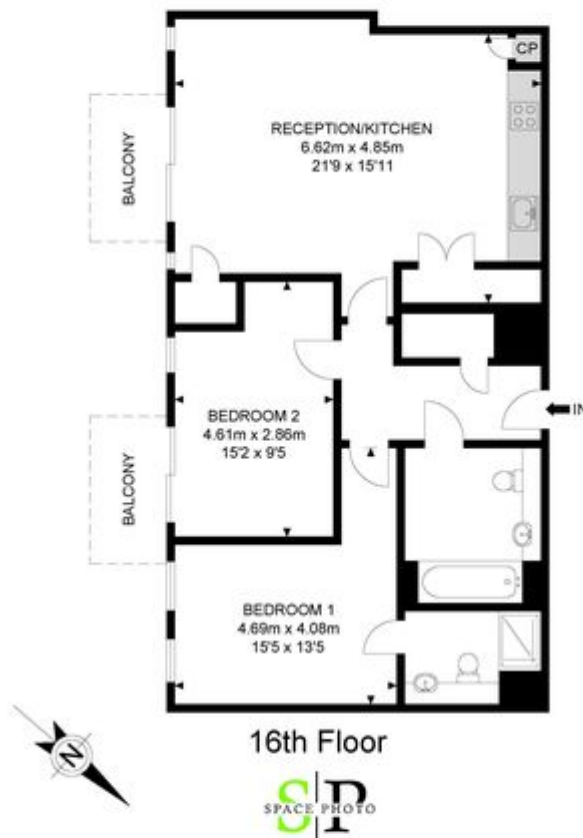 CP
RECEPTION/KITCHEN
6.62m x 4.85m
21'9 x 15'11
BALCONY
IN
BEDROOM 2
4.61m x 2.86m
15'2 x 9'5
BALCONY
BEDROOM 1
4.69m x 4.08m
15'5 x 13'5
N
16th Floor
S P
SPACE PHOTO